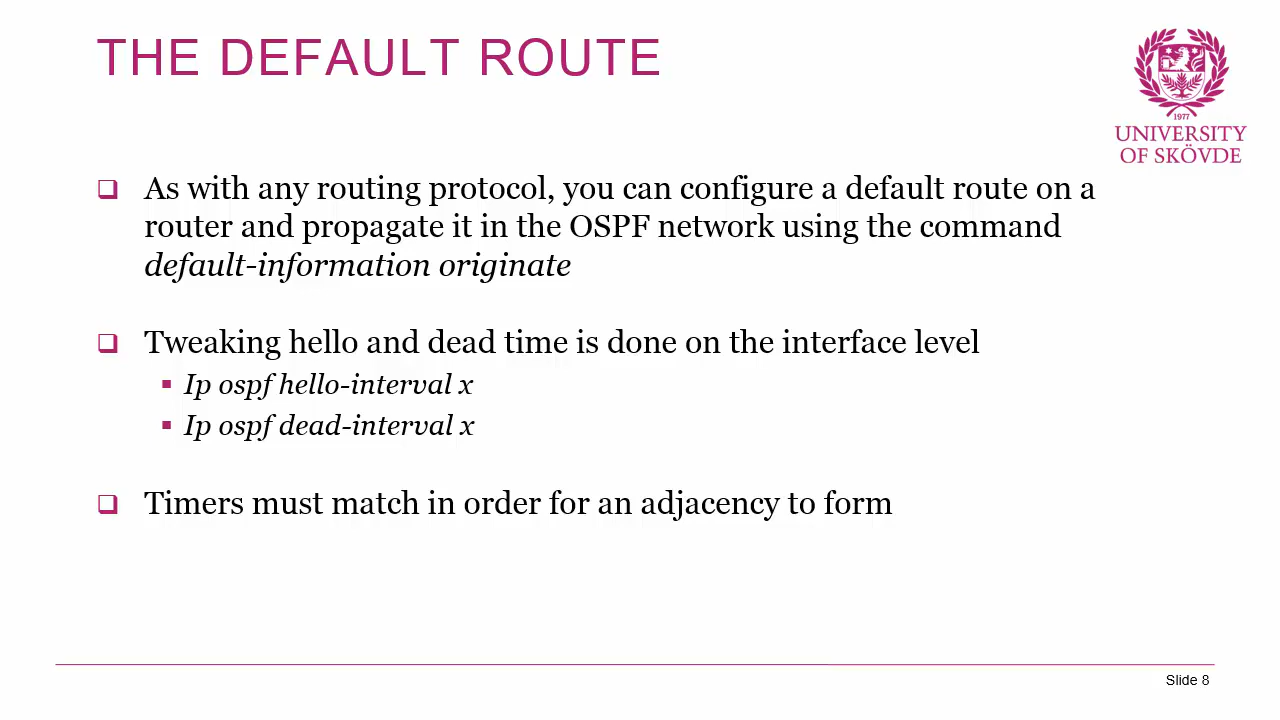 THE DEFAULT ROUTE
1977
UNIVERSITY
OF SKÖVDE
As with any routing protocol, you can configure a default route on a
router and propagate it in the OSPF network using the command
default-information originate
Tweaking hello and dead time is done on the interface level
Ip ospf hello-interval x
Ip ospf dead-interval x
Timers must match in order for an adjacency to form
Slide 8